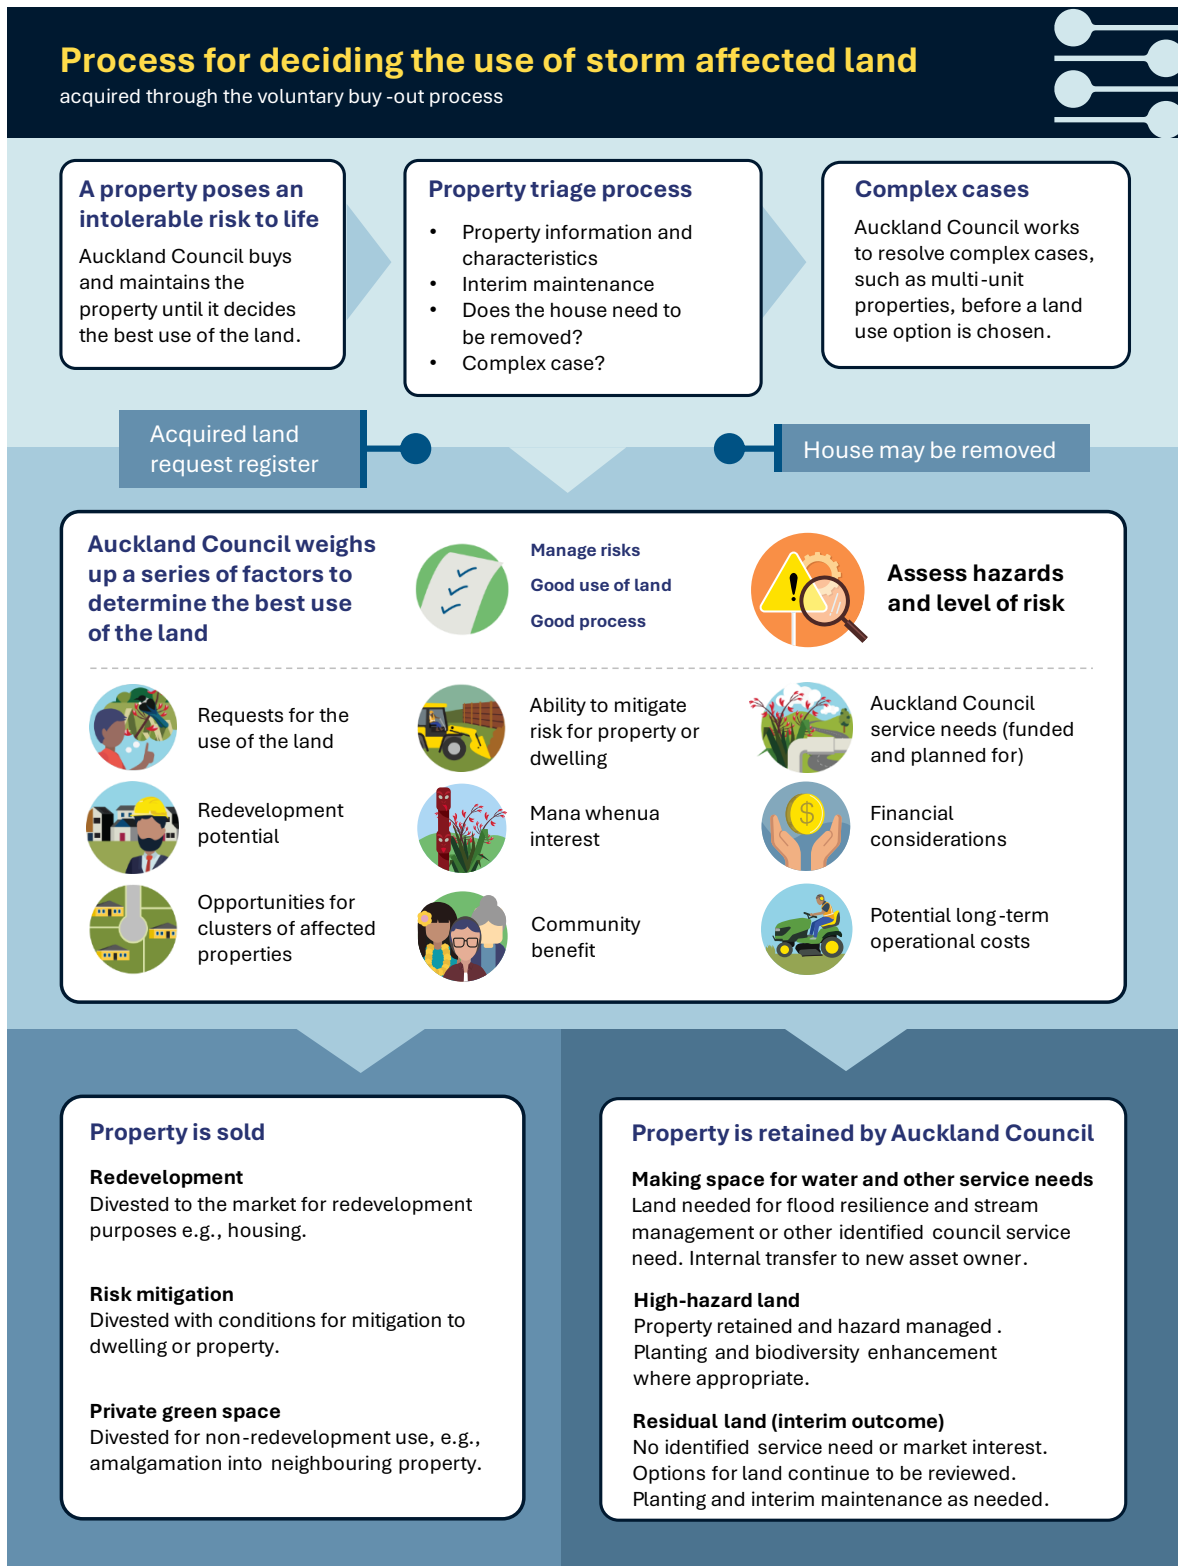 Process for deciding the use of storm affected land
acquired through the voluntary buy-out process
A property poses an
intolerable risk to life
Auckland Council buys
and maintains the
property until it decides
the best use of the land.
Property triage process
• Property information and
characteristics
• Interim maintenance
• Does the house need to
be removed?
• Complex case?
Complex cases
Auckland Council works
to resolve complex cases,
such as multi-unit
properties, before a land
use option is chosen.
Acquired land
request register
House may be removed
Auckland Council weighs
up a series of factors to
determine the best use
of the land
Manage risks
Good use of land
Good process
Assess hazards
and level of risk
Requests for the
use of the land
Ability to mitigate
risk for property or
dwelling
Auckland Council
service needs (funded
and planned for)
Redevelopment
potential
Mana whenua
interest
Financial
considerations
Opportunities for
clusters of affected
properties
Community
benefit
Potential long-term
operational costs
Property is sold
Redevelopment
Divested to the market for redevelopment
purposes e.g., housing.
Risk mitigation
Divested with conditions for mitigation to
dwelling or property.
Private green space
Divested for non-redevelopment use, e.g.,
amalgamation into neighbouring property.
Property is retained by Auckland Council
Making space for water and other service needs
Land needed for flood resilience and stream
management or other identified council service
need. Internal transfer to new asset owner.
High-hazard land
Property retained and hazard managed.
Planting and biodiversity enhancement
where appropriate.
Residual land (interim outcome)
No identified service need or market interest.
Options for land continue to be reviewed.
Planting and interim maintenance as needed.